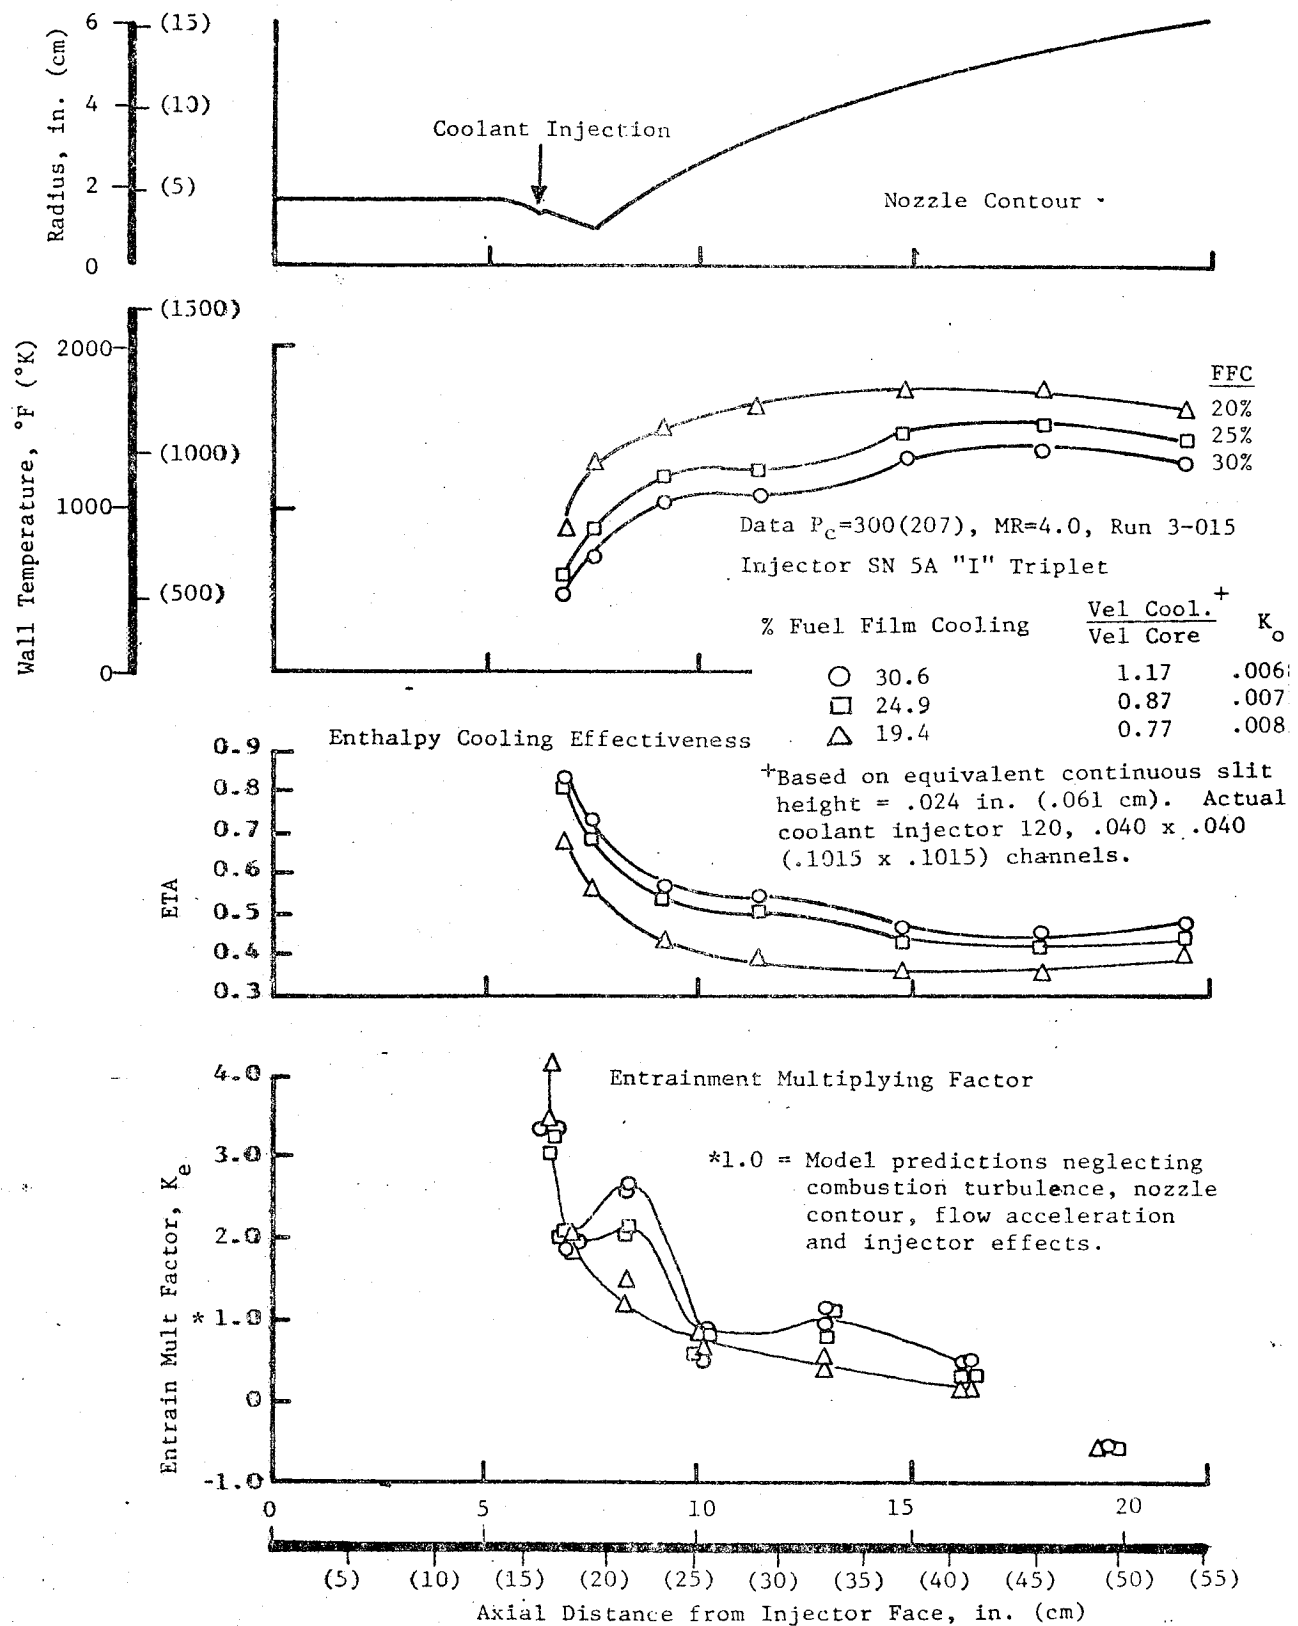 Radius, in. (cm)
6 (15)
4 (10)
2 (5)
0
Coolant Injection
Nozzle Contour
Wall Temperature, °F (°K)
(1300)
2000
(1000)
1000
(500)
0
FFC
20%
25%
30%
Data Pc=300(207), MR=4.0, Run 3-015
Injector SN 5A "I" Triplet
% Fuel Film Cooling Vel Cool.+ Ko
Vel Core
○ 30.6 1.17
□ 24.9 0.87 .007
△ 19.4 0.77 .008
+Based on equivalent continuous slit
height = .024 in. (.061 cm). Actual
coolant injector 120, .040 x .040
(.1015 x .1015) channels.
Enthalpy Cooling Effectiveness
ETA
0.9
0.8
0.7
0.6
0.5
0.4
0.3
Entrainment Multiplying Factor
*1.0 = Model predictions neglecting
combustion turbulence, nozzle
contour, flow acceleration
and injector effects.
Entrain Mult Factor, Ke
4.0
3.0
2.0
* 1.0
0
-1.0
0 5 10 15 20
(5) (10) (15) (20) (25) (30) (35) (40) (45) (50) (55)
Axial Distance from Injector Face, in. (cm)